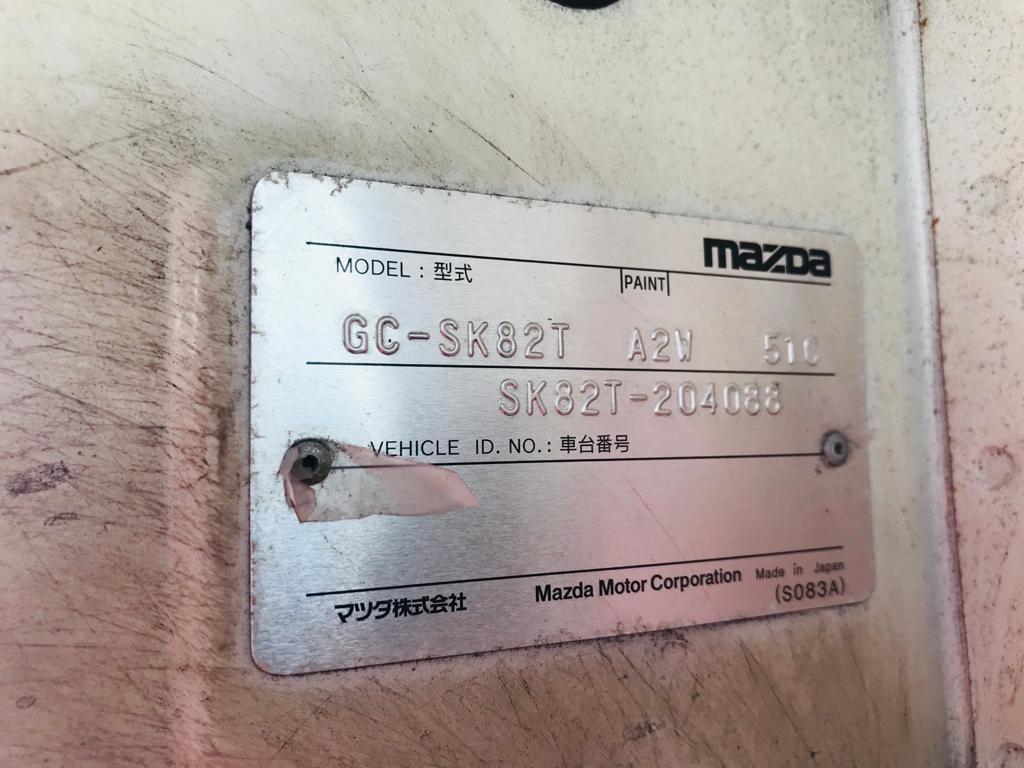 mazda
MODEL : 型式 PAINT
GC-SK82T A2W 51C
SK82T-204088
VEHICLE ID. NO. : 車台番号
マツダ株式会社 Mazda Motor Corporation Made in Japan
(S083A)